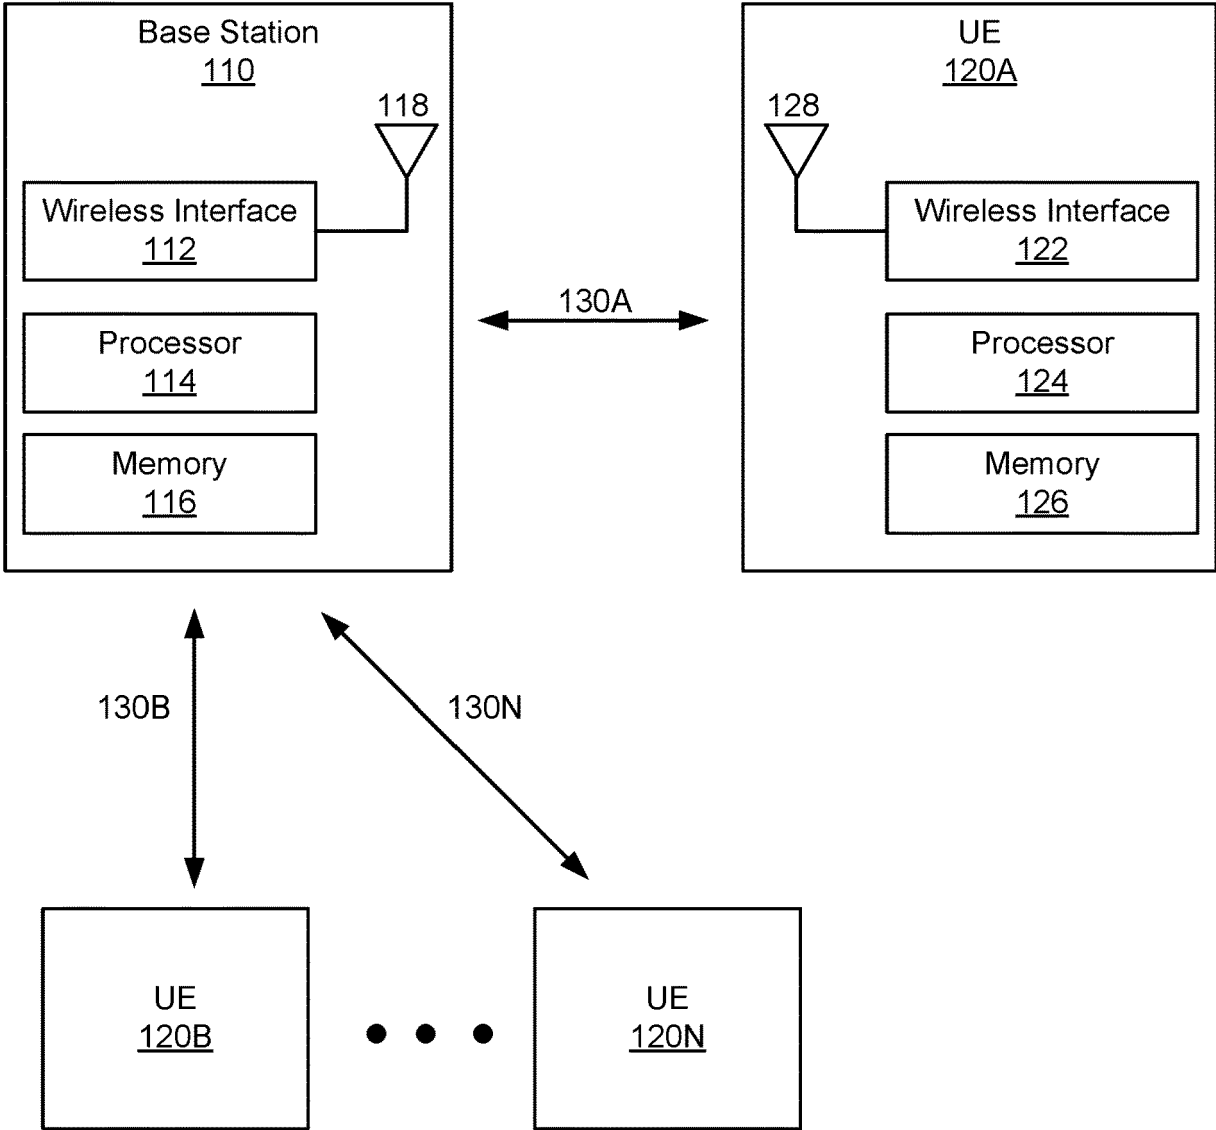 Base Station
110
118
Wireless Interface
112
Processor
114
Memory
116
UE
120A
128
Wireless Interface
122
Processor
124
Memory
126
130A
130B
130N
UE
120B
UE
120N